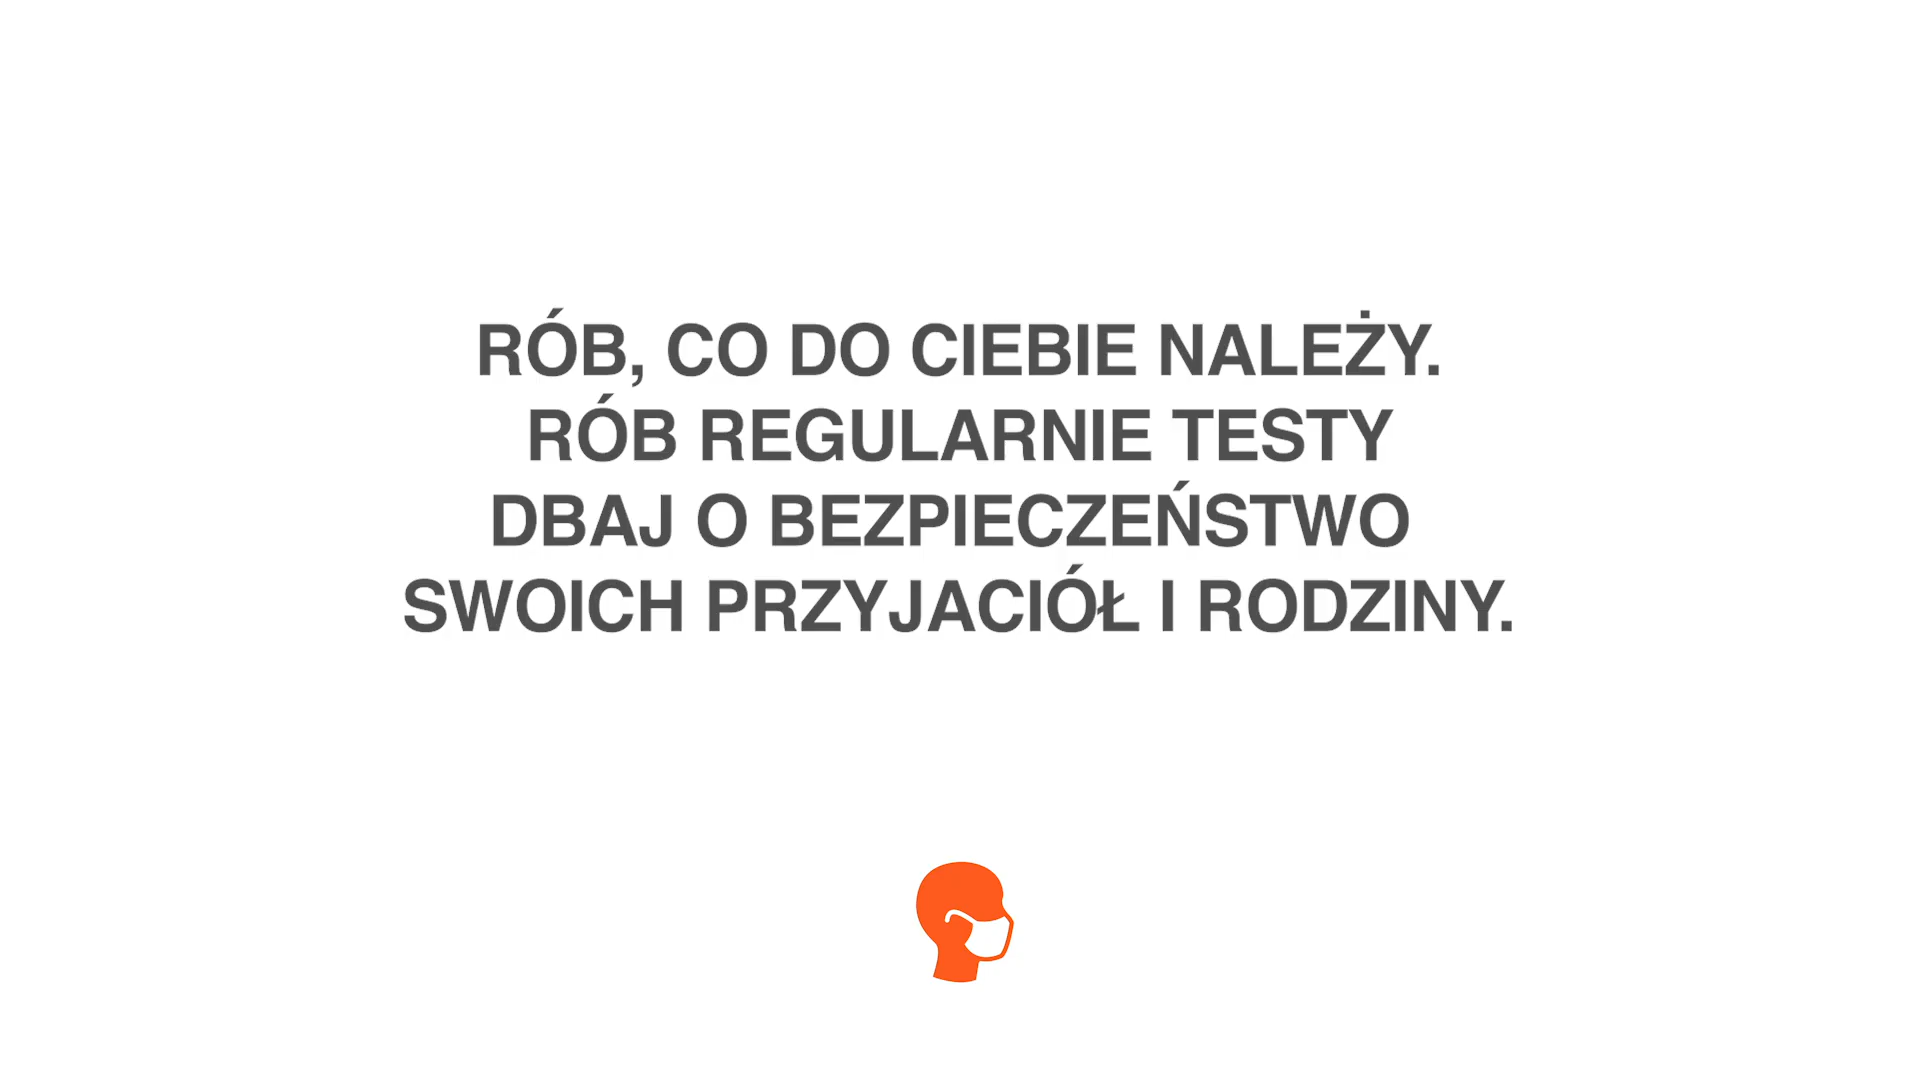 RÓB, CO DO CIEBIE NALEŻY.
RÓB REGULARNIE TESTY
DBAJ O BEZPIECZEŃSTWO
SWOICH PRZYJACIÓŁ I RODZINY.